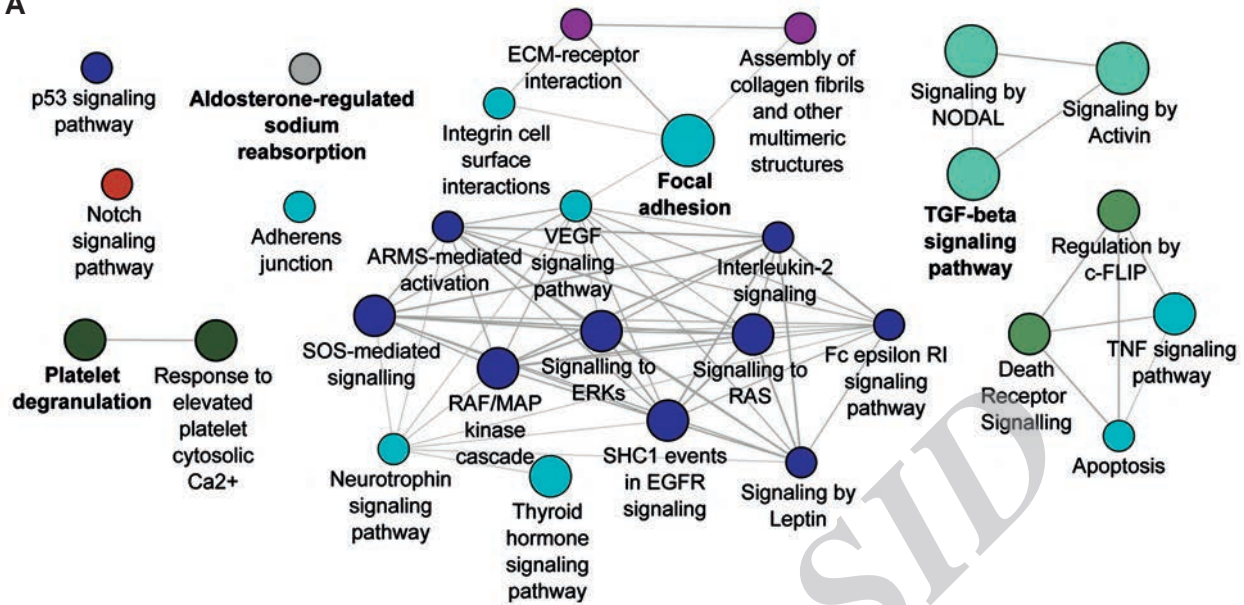 A
p53 signaling
pathway
Aldosterone-regulated
sodium
reabsorption
ECM-receptor
interaction
Assembly of
collagen fibrils
and other
multimeric
structures
Signaling by
NODAL
Signaling by
Activin
Integrin cell
surface
interactions
Focal
adhesion
Notch
signaling
pathway
Adherens
junction
TGF-beta
signaling
pathway
ARMS-mediated
activation
VEGF
signaling
pathway
Interleukin-2
signaling
Regulation by
c-FLIP
Platelet
degranulation
Response to
elevated
platelet
cytosolic
Ca2+
SOS-mediated
signalling
RAF/MAP
kinase
cascade
Signalling to
ERKs
Signalling to
RAS
Fc epsilon RI
signaling
pathway
Death
Receptor
Signalling
TNF signaling
pathway
Neurotrophin
signaling
pathway
Thyroid
hormone
signaling
pathway
SHC1 events
in EGFR
signaling
Signaling by
Leptin
Apoptosis
SID